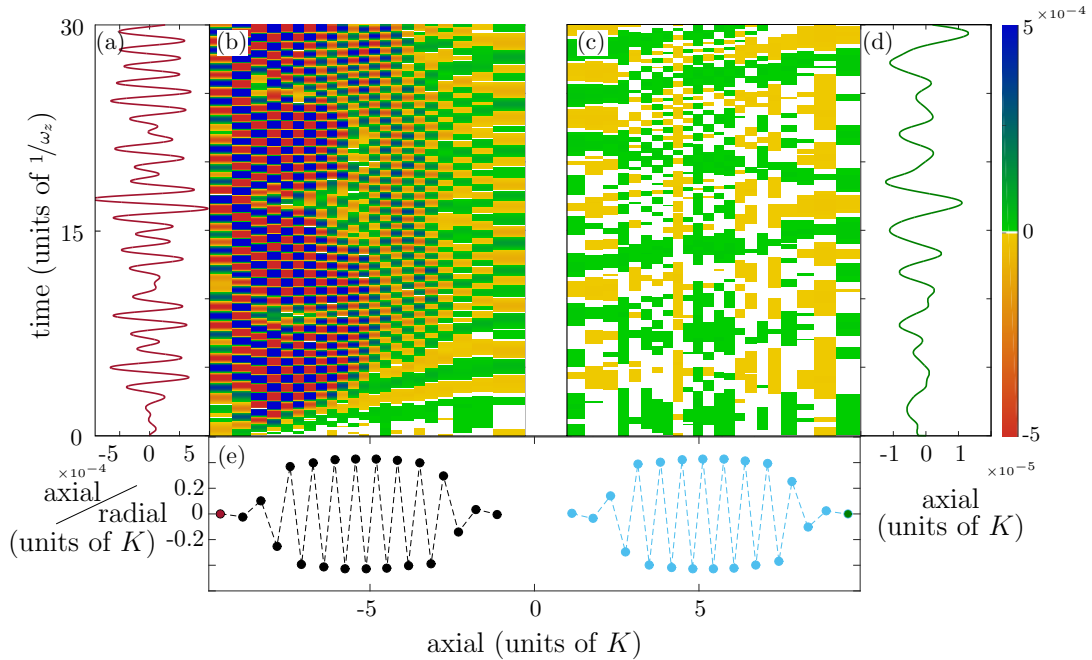 ×10⁻⁴
30
(a)
(b)
(c)
(d)
5
time (units of 1/ω_z)
15
0
0
-5
-5 0 5
-1 0 1
×10⁻⁴
×10⁻⁵
axial
radial
(units of K)
(e)
0.2
0
-0.2
axial
(units of K)
-5 0 5
axial (units of K)